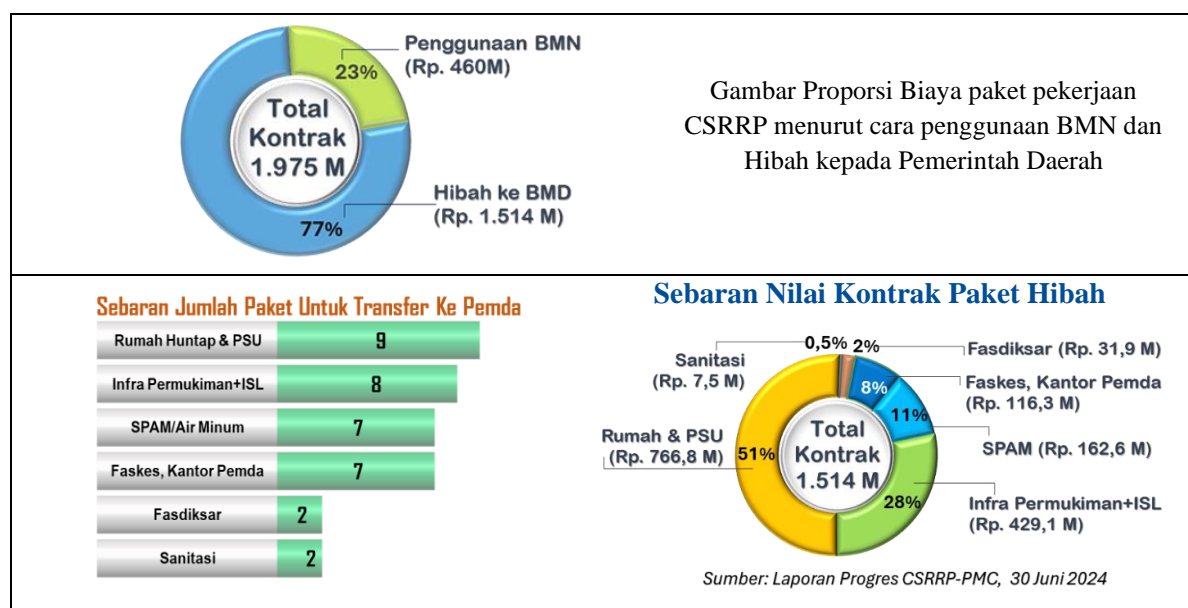 Penggunaan BMN
(Rp. 460M)
23%
Total
Kontrak
1.975 M
Hibah ke BMD
(Rp. 1.514 M)
77%
Gambar Proporsi Biaya paket pekerjaan
CSRRP menurut cara penggunaan BMN dan
Hibah kepada Pemerintah Daerah
Sebaran Jumlah Paket Untuk Transfer Ke Pemda
Rumah Huntap & PSU 9
Infra Permukiman+ISL 8
SPAM/Air Minum 7
Faskes, Kantor Pemda 7
Fasdiksar 2
Sanitasi 2
Sebaran Nilai Kontrak Paket Hibah
0,5% 2%
Sanitasi
(Rp. 7,5 M)
Fasdiksar (Rp. 31,9 M)
8%
Faskes, Kantor Pemda
(Rp. 116,3 M)
11%
SPAM (Rp. 162,6 M)
Rumah & PSU
(Rp. 766,8 M)
51%
Total
Kontrak
1.514 M
28%
Infra Permukiman+ISL
(Rp. 429,1 M)
Sumber: Laporan Progres CSRRP-PMC, 30 Juni 2024